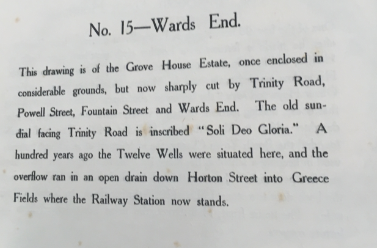 No. 15—Wards End.
This drawing is of the Grove House Estate, once enclosed in
considerable grounds, but now sharply cut by Trinity Road,
Powell Street, Fountain Street and Wards End. The old sun-
dial facing Trinity Road is inscribed "Soli Deo Gloria." A
hundred years ago the Twelve Wells were situated here, and the
overflow ran in an open drain down Horton Street into Greece
Fields where the Railway Station now stands.